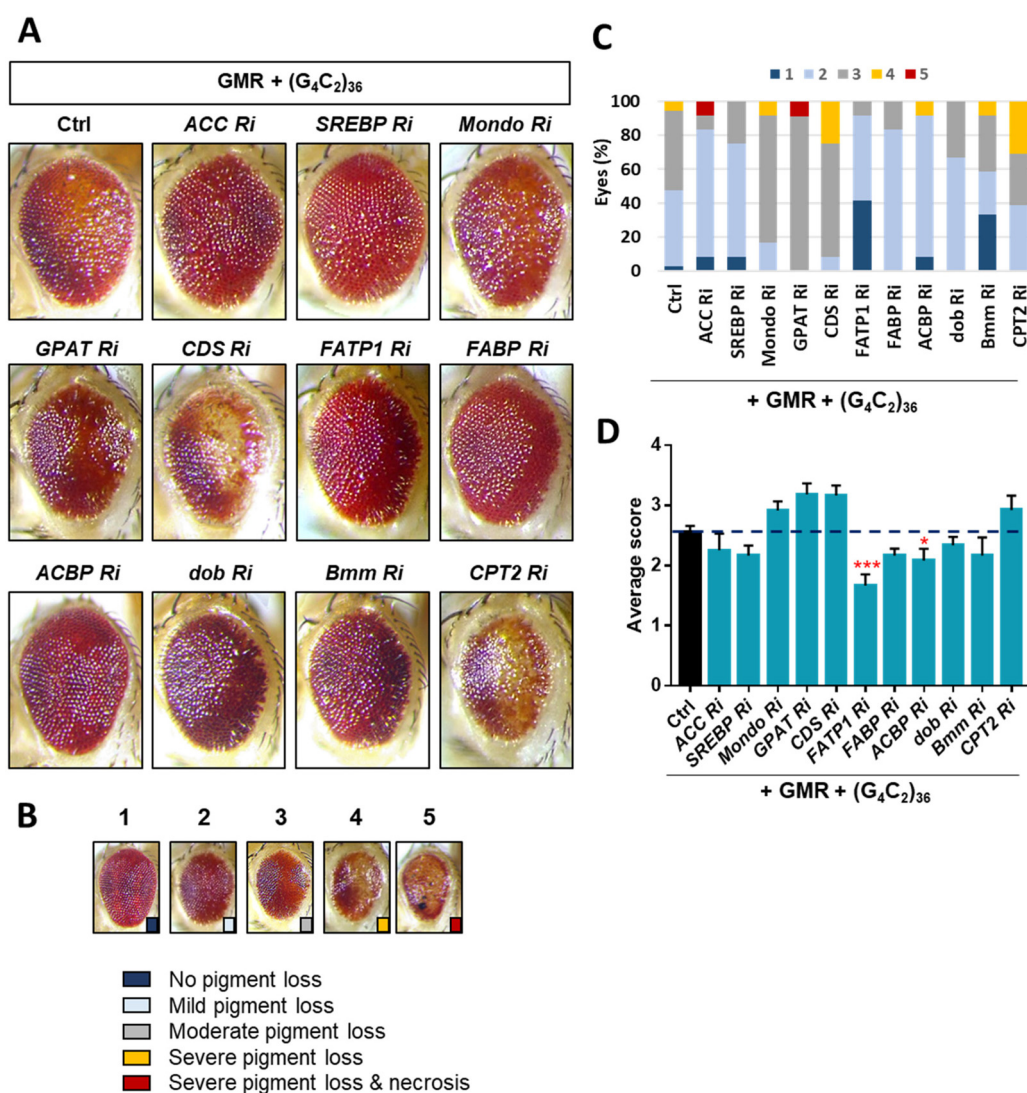 A
GMR + (G₄C₂)₃₆
Ctrl ACC Ri SREBP Ri Mondo Ri
GPAT Ri CDS Ri FATP1 Ri FABP Ri
ACBP Ri dob Ri Bmm Ri CPT2 Ri
B
1 2 3 4 5
No pigment loss
Mild pigment loss
Moderate pigment loss
Severe pigment loss
Severe pigment loss & necrosis
C
1 2 3 4 5
Eyes (%)
100
80
60
40
20
0
Ctrl
ACC Ri
SREBP Ri
Mondo Ri
GPAT Ri
CDS Ri
FATP1 Ri
FABP Ri
ACBP Ri
dob Ri
Bmm Ri
CPT2 Ri
+ GMR + (G₄C₂)₃₆
D
Average score
4
3
2
1
0
***
*
Ctrl
ACC Ri
SREBP Ri
Mondo Ri
GPAT Ri
CDS Ri
FATP1 Ri
FABP Ri
ACBP Ri
dob Ri
Bmm Ri
CPT2 Ri
+ GMR + (G₄C₂)₃₆